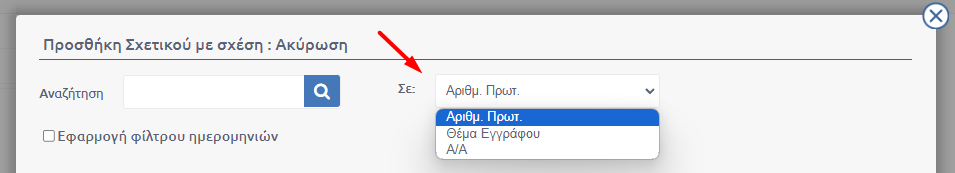 Προσθήκη Σχετικού με σχέση : Ακύρωση
Αναζήτηση
Σε:
Αριθμ. Πρωτ.
Αριθμ. Πρωτ.
Θέμα Εγγράφου
Α/Α
Εφαρμογή φίλτρου ημερομηνιών